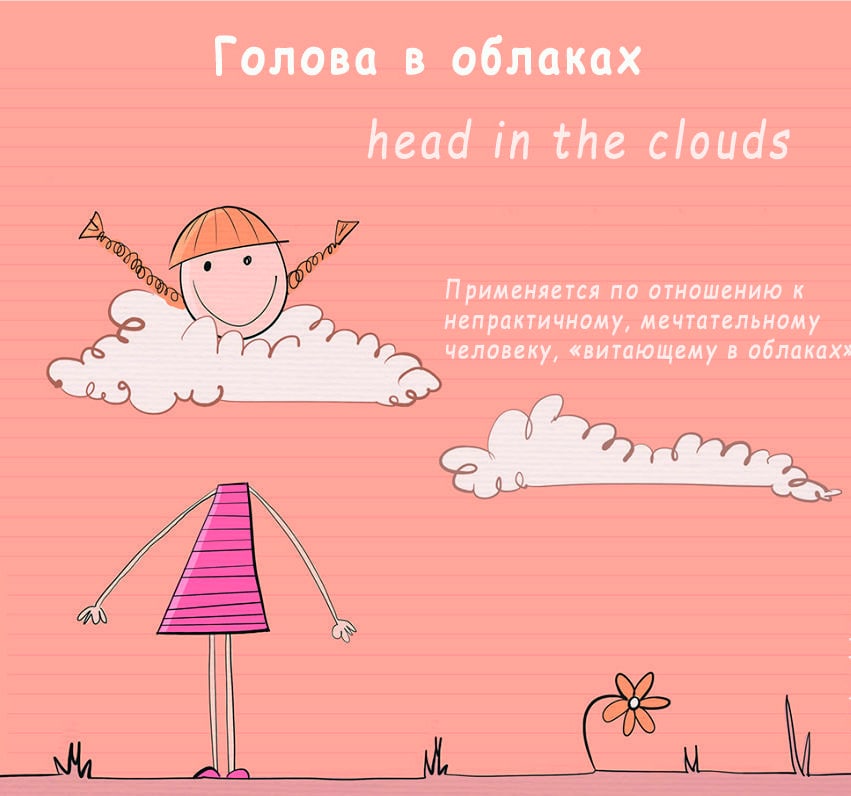 Голова в облаках
head in the clouds
Применяется по отношению к
непрактичному, мечтательному
человеку, «витающему в облаках»